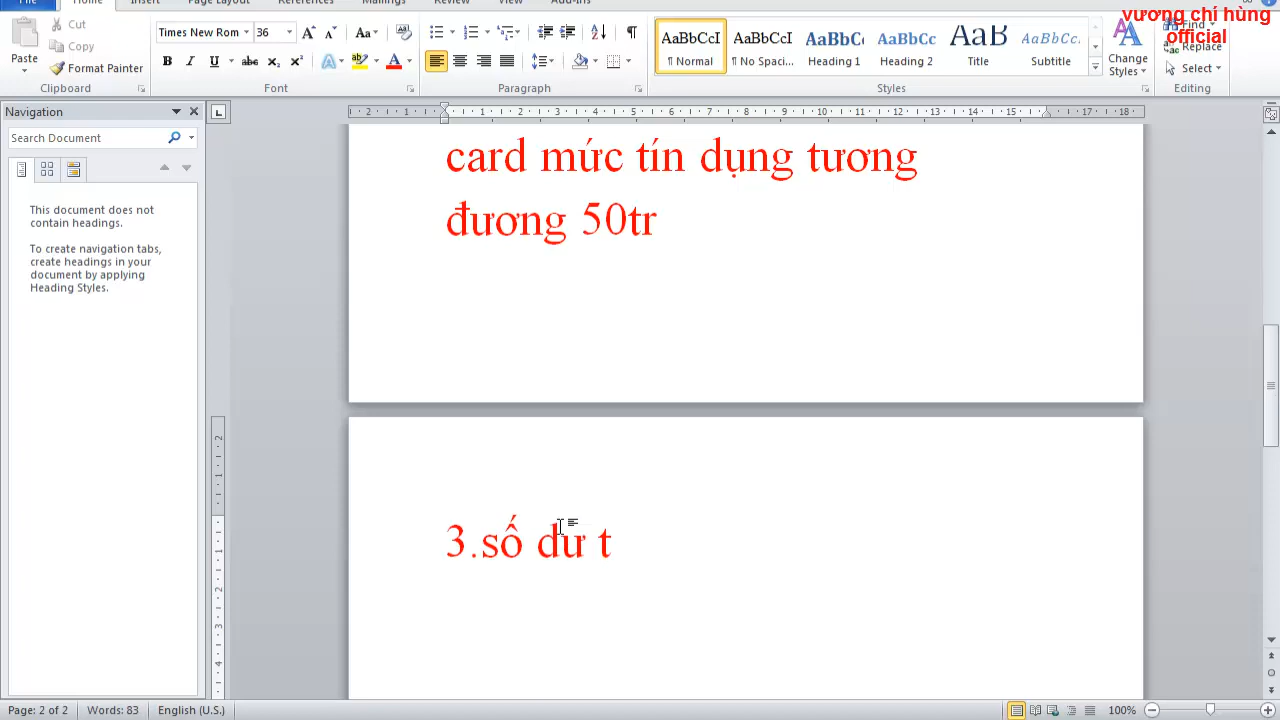 File Home Insert Page Layout References Mailings Review View Add-Ins
vương chí hùng
official
Paste
Cut
Copy
Format Painter
Clipboard
Times New Rom 36
Font
Paragraph
AaBbCcI AaBbCcI AaBbCc AaBbCc AaB AaBbCc.
¶ Normal ¶ No Spaci... Heading 1 Heading 2 Title Subtitle
Change Styles
Styles
Find
Replace
Select
Editing
Navigation
Search Document
This document does not
contain headings.
To create navigation tabs,
create headings in your
document by applying
Heading Styles.
card mức tín dụng tương
đương 50tr
3.số dư t
Page: 2 of 2 Words: 83 English (U.S.) 100%